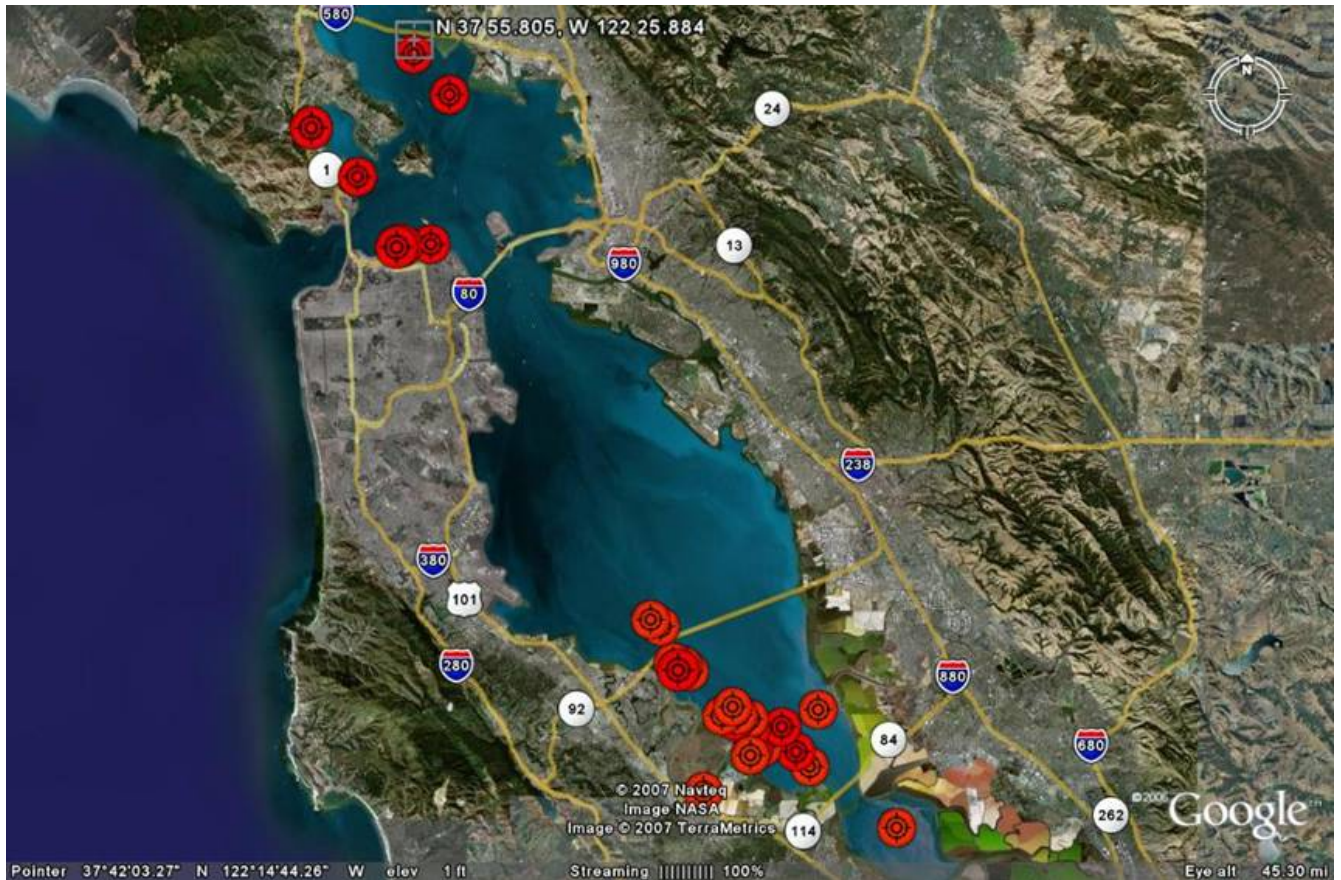 580
N 37 55.805, W 122 25.884
N
24
1
13
980
80
238
380
101
280
880
92
84
680
© 2007 Navteq
Image NASA
Image © 2007 TerraMetrics
114
Google™
262
Pointer 37°42'03.27" N 122°14'44.26" W elev 1 ft Streaming |||||||||| 100% Eye alt 45.30 mi